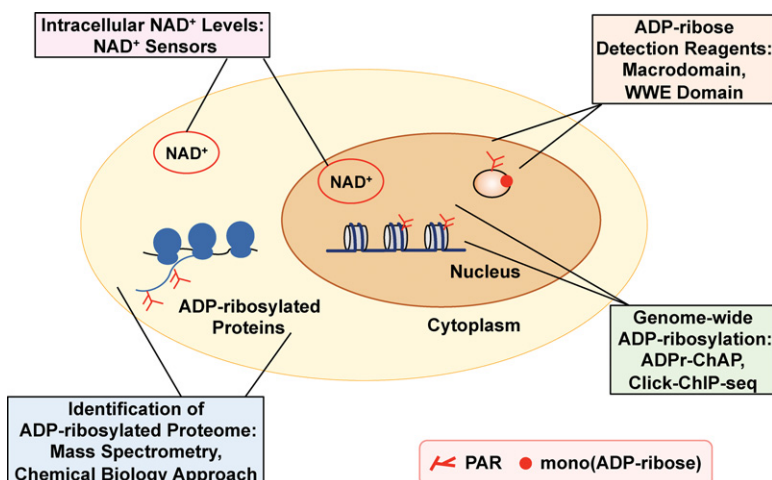 Intracellular NAD⁺ Levels:
NAD⁺ Sensors
ADP-ribose
Detection Reagents:
Macrodomain,
WWE Domain
NAD⁺
NAD⁺
Nucleus
ADP-ribosylated
Proteins
Cytoplasm
Genome-wide
ADP-ribosylation:
ADPr-ChAP,
Click-ChIP-seq
Identification of
ADP-ribosylated Proteome:
Mass Spectrometry,
Chemical Biology Approach
PAR
mono(ADP-ribose)